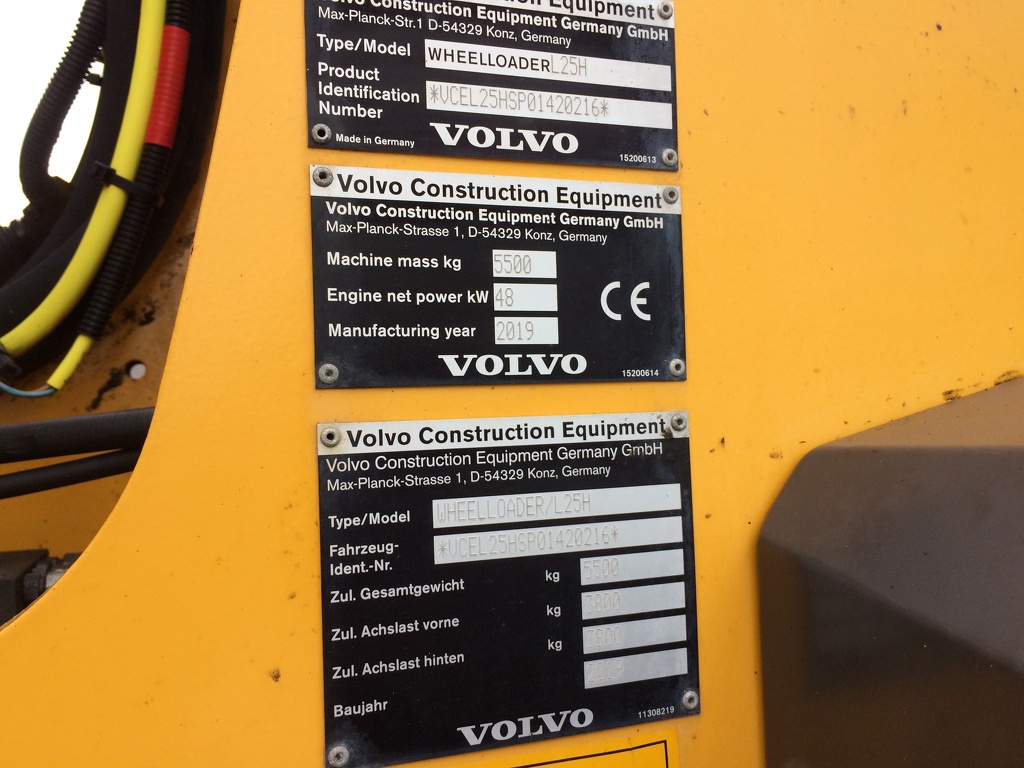 Volvo Construction Equipment Germany GmbH
Max-Planck-Str.1 D-54329 Konz, Germany
Type/Model WHEELLOADER L25H
Product
Identification *VCEL25HSP01420216*
Number
Made in Germany VOLVO 15200613
Volvo Construction Equipment
Volvo Construction Equipment Germany GmbH
Max-Planck-Strasse 1, D-54329 Konz, Germany
Machine mass kg 5500
Engine net power kW 48 CE
Manufacturing year 2019
VOLVO 15200614
Volvo Construction Equipment
Volvo Construction Equipment Germany GmbH
Max-Planck-Strasse 1, D-54329 Konz, Germany
Type/Model WHEELLOADER/L25H
Fahrzeug-
Ident.-Nr. *VCEL25HSP01420216*
Zul. Gesamtgewicht kg 5500
Zul. Achslast vorne kg 3800
Zul. Achslast hinten kg 3800
Baujahr 2019
VOLVO 11308219